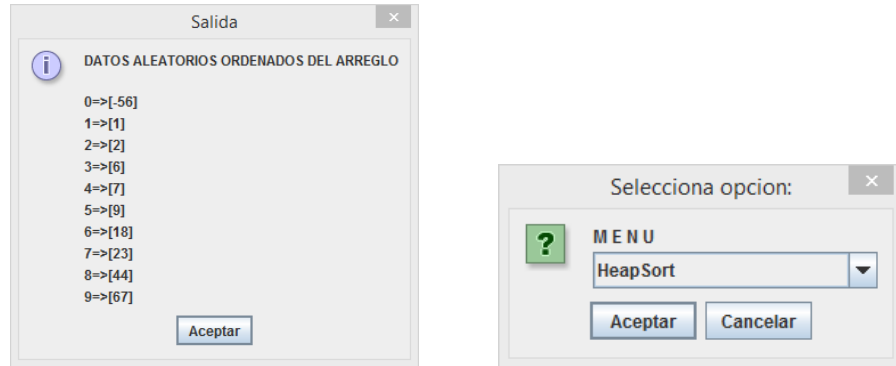 Salida
DATOS ALEATORIOS ORDENADOS DEL ARREGLO
0=>[-56]
1=>[1]
2=>[2]
3=>[6]
4=>[7]
5=>[9]
6=>[18]
7=>[23]
8=>[44]
9=>[67]
Aceptar
Selecciona opcion:
M E N U
HeapSort
Aceptar Cancelar